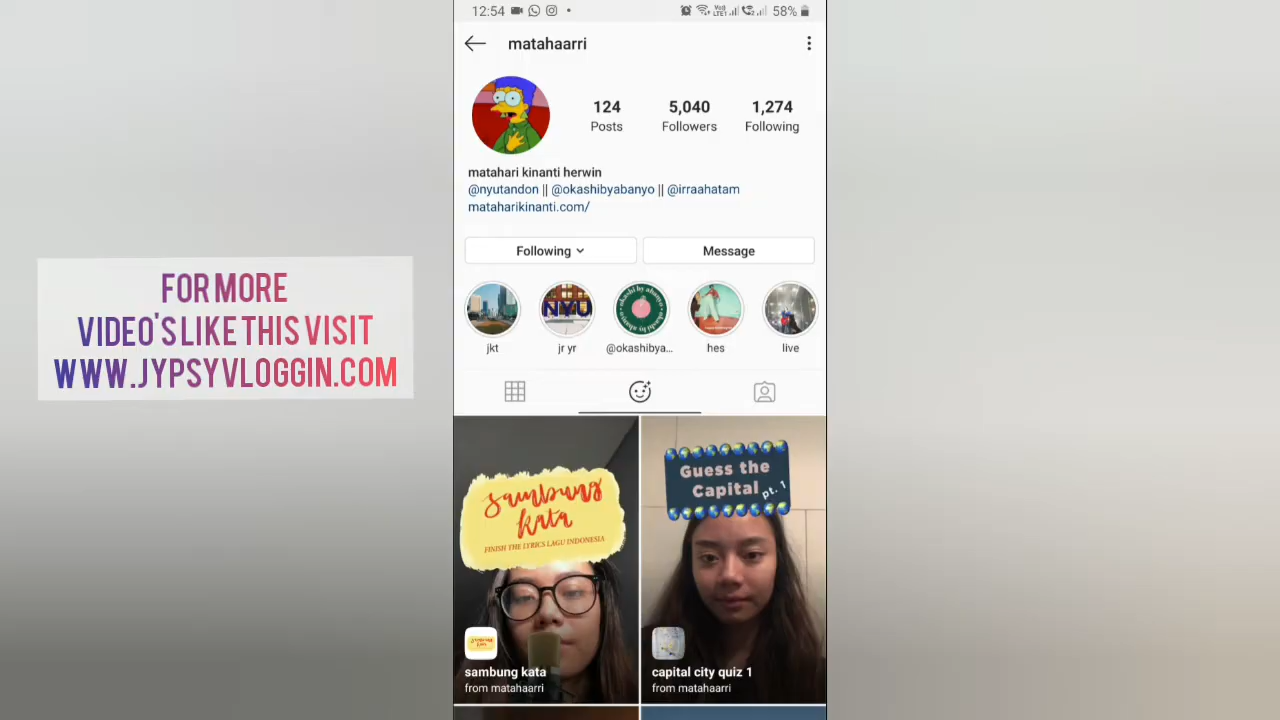 12:54
58%
matahaarri
124
5,040
1,274
Posts
Followers
Following
matahari kinanti herwin
@nyutandon || @okashibyabanyo || @irraahatam
mataharikinanti.com/
Following
Message
NYU
okashi by abanyo
jkt
jr yr
@okashibya...
hes
live
FOR MORE
VIDEO'S LIKE THIS VISIT
WWW.JYPSYVLOGGIN.COM
sambung
kata
FINISH THE LYRICS LAGU INDONESIA
Guess the
Capital
pt. 1
sambung kata
from matahaarri
capital city quiz 1
from matahaarri